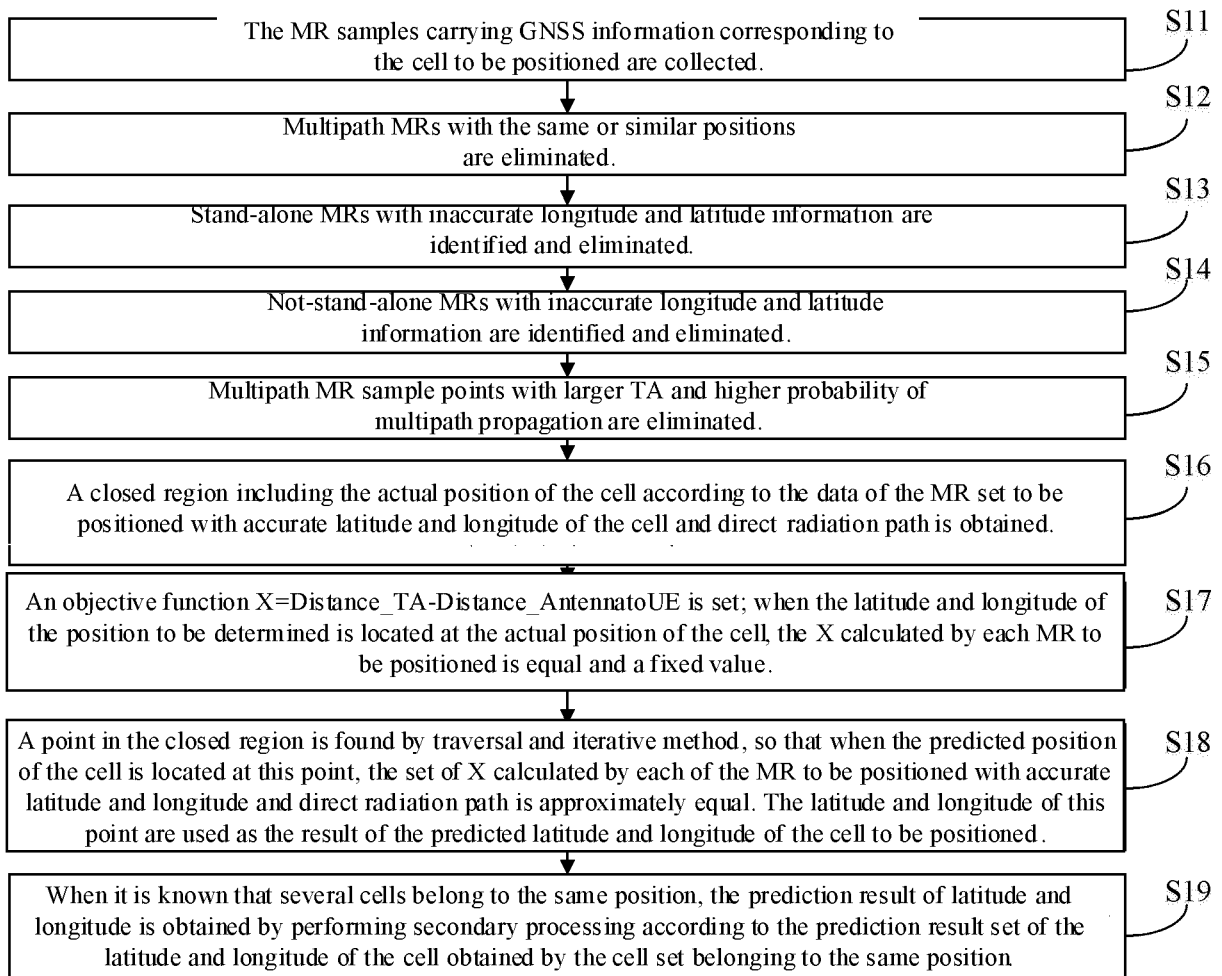 The MR samples carrying GNSS information corresponding to
the cell to be positioned are collected.
S11
Multipath MRs with the same or similar positions
are eliminated.
S12
Stand-alone MRs with inaccurate longitude and latitude information are
identified and eliminated.
S13
Not-stand-alone MRs with inaccurate longitude and latitude
information are identified and eliminated.
S14
Multipath MR sample points with larger TA and higher probability of
multipath propagation are eliminated.
S15
A closed region including the actual position of the cell according to the data of the MR set to be
positioned with accurate latitude and longitude of the cell and direct radiation path is obtained.
S16
An objective function X=Distance_TA-Distance_AntennatoUE is set; when the latitude and longitude of
the position to be determined is located at the actual position of the cell, the X calculated by each MR to
be positioned is equal and a fixed value.
S17
A point in the closed region is found by traversal and iterative method, so that when the predicted position
of the cell is located at this point, the set of X calculated by each of the MR to be positioned with accurate
latitude and longitude and direct radiation path is approximately equal. The latitude and longitude of this
point are used as the result of the predicted latitude and longitude of the cell to be positioned.
S18
When it is known that several cells belong to the same position, the prediction result of latitude and
longitude is obtained by performing secondary processing according to the prediction result set of the
latitude and longitude of the cell obtained by the cell set belonging to the same position.
S19